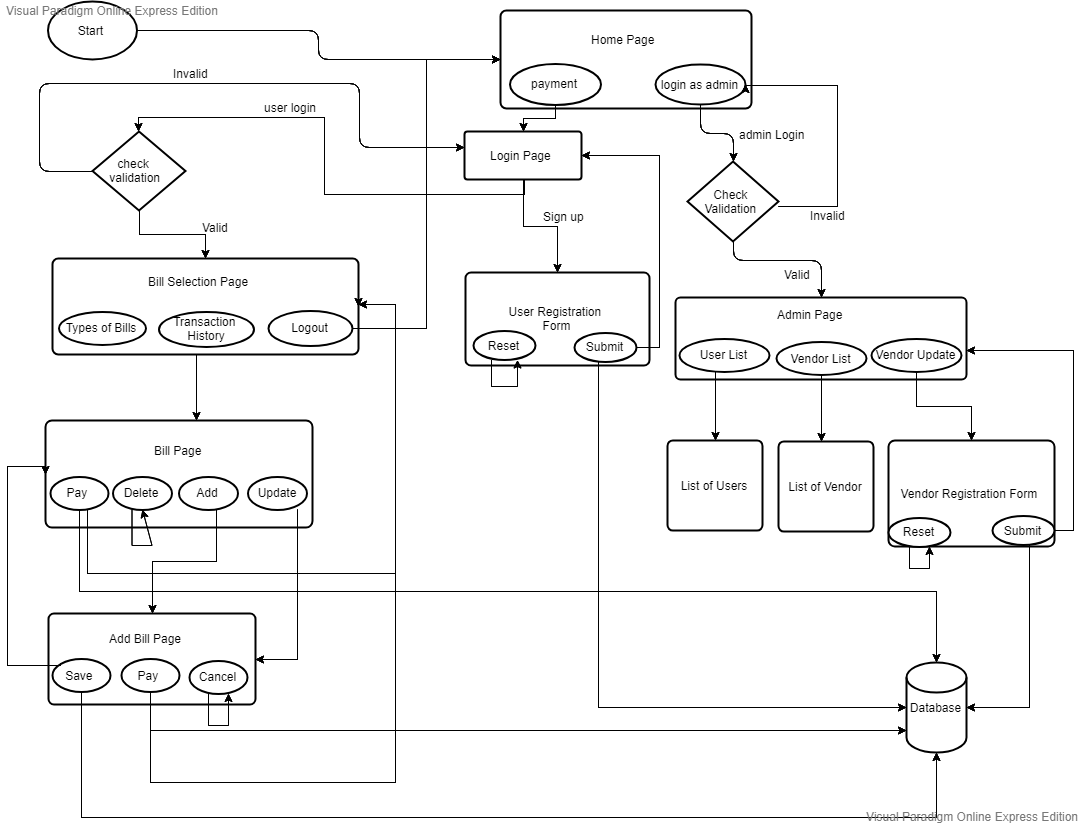 Visual Paradigm Online Express Edition
Start
Home Page
payment
login as admin
Invalid
user login
admin Login
Login Page
check
validation
Check
Validation
Sign up
Invalid
Valid
Valid
Bill Selection Page
Types of Bills
Transaction
History
Logout
User Registration
Form
Reset
Submit
Admin Page
User List
Vendor List
Vendor Update
Bill Page
Pay
Delete
Add
Update
List of Users
List of Vendor
Vendor Registration Form
Reset
Submit
Add Bill Page
Save
Pay
Cancel
Database
Visual Paradigm Online Express Edition